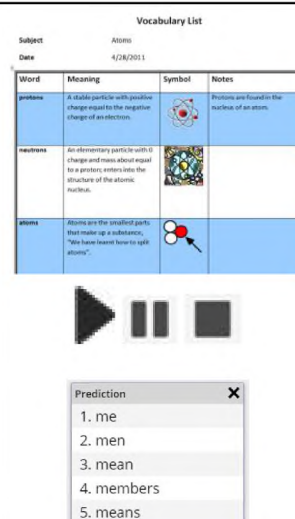 Vocabulary List
Subject Atoms
Date 4/28/2011
Word Meaning Symbol Notes
protons A stable particle with positive Protons are found in the
charge equal to the negative nucleus of an atom.
charge of an electron.
neutrons An elementary particle with 0
charge and mass about equal
to a proton; enters into the
structure of the atomic
nucleus.
atoms Atoms are the smallest parts
that make up a substance,
"We have learnt how to split
atoms".
Prediction
1. me
2. men
3. mean
4. members
5. means